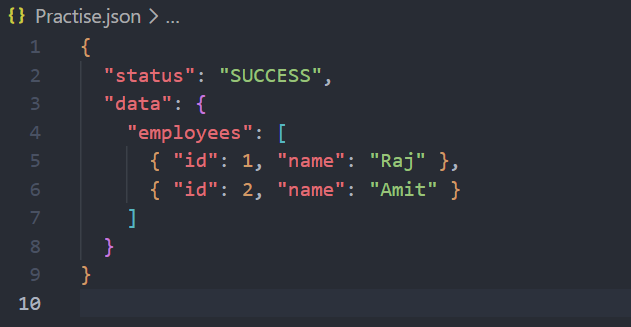 {} Practise.json > ...
1 {
2   "status": "SUCCESS",
3   "data": {
4     "employees": [
5       { "id": 1, "name": "Raj" },
6       { "id": 2, "name": "Amit" }
7     ]
8   }
9 }
10